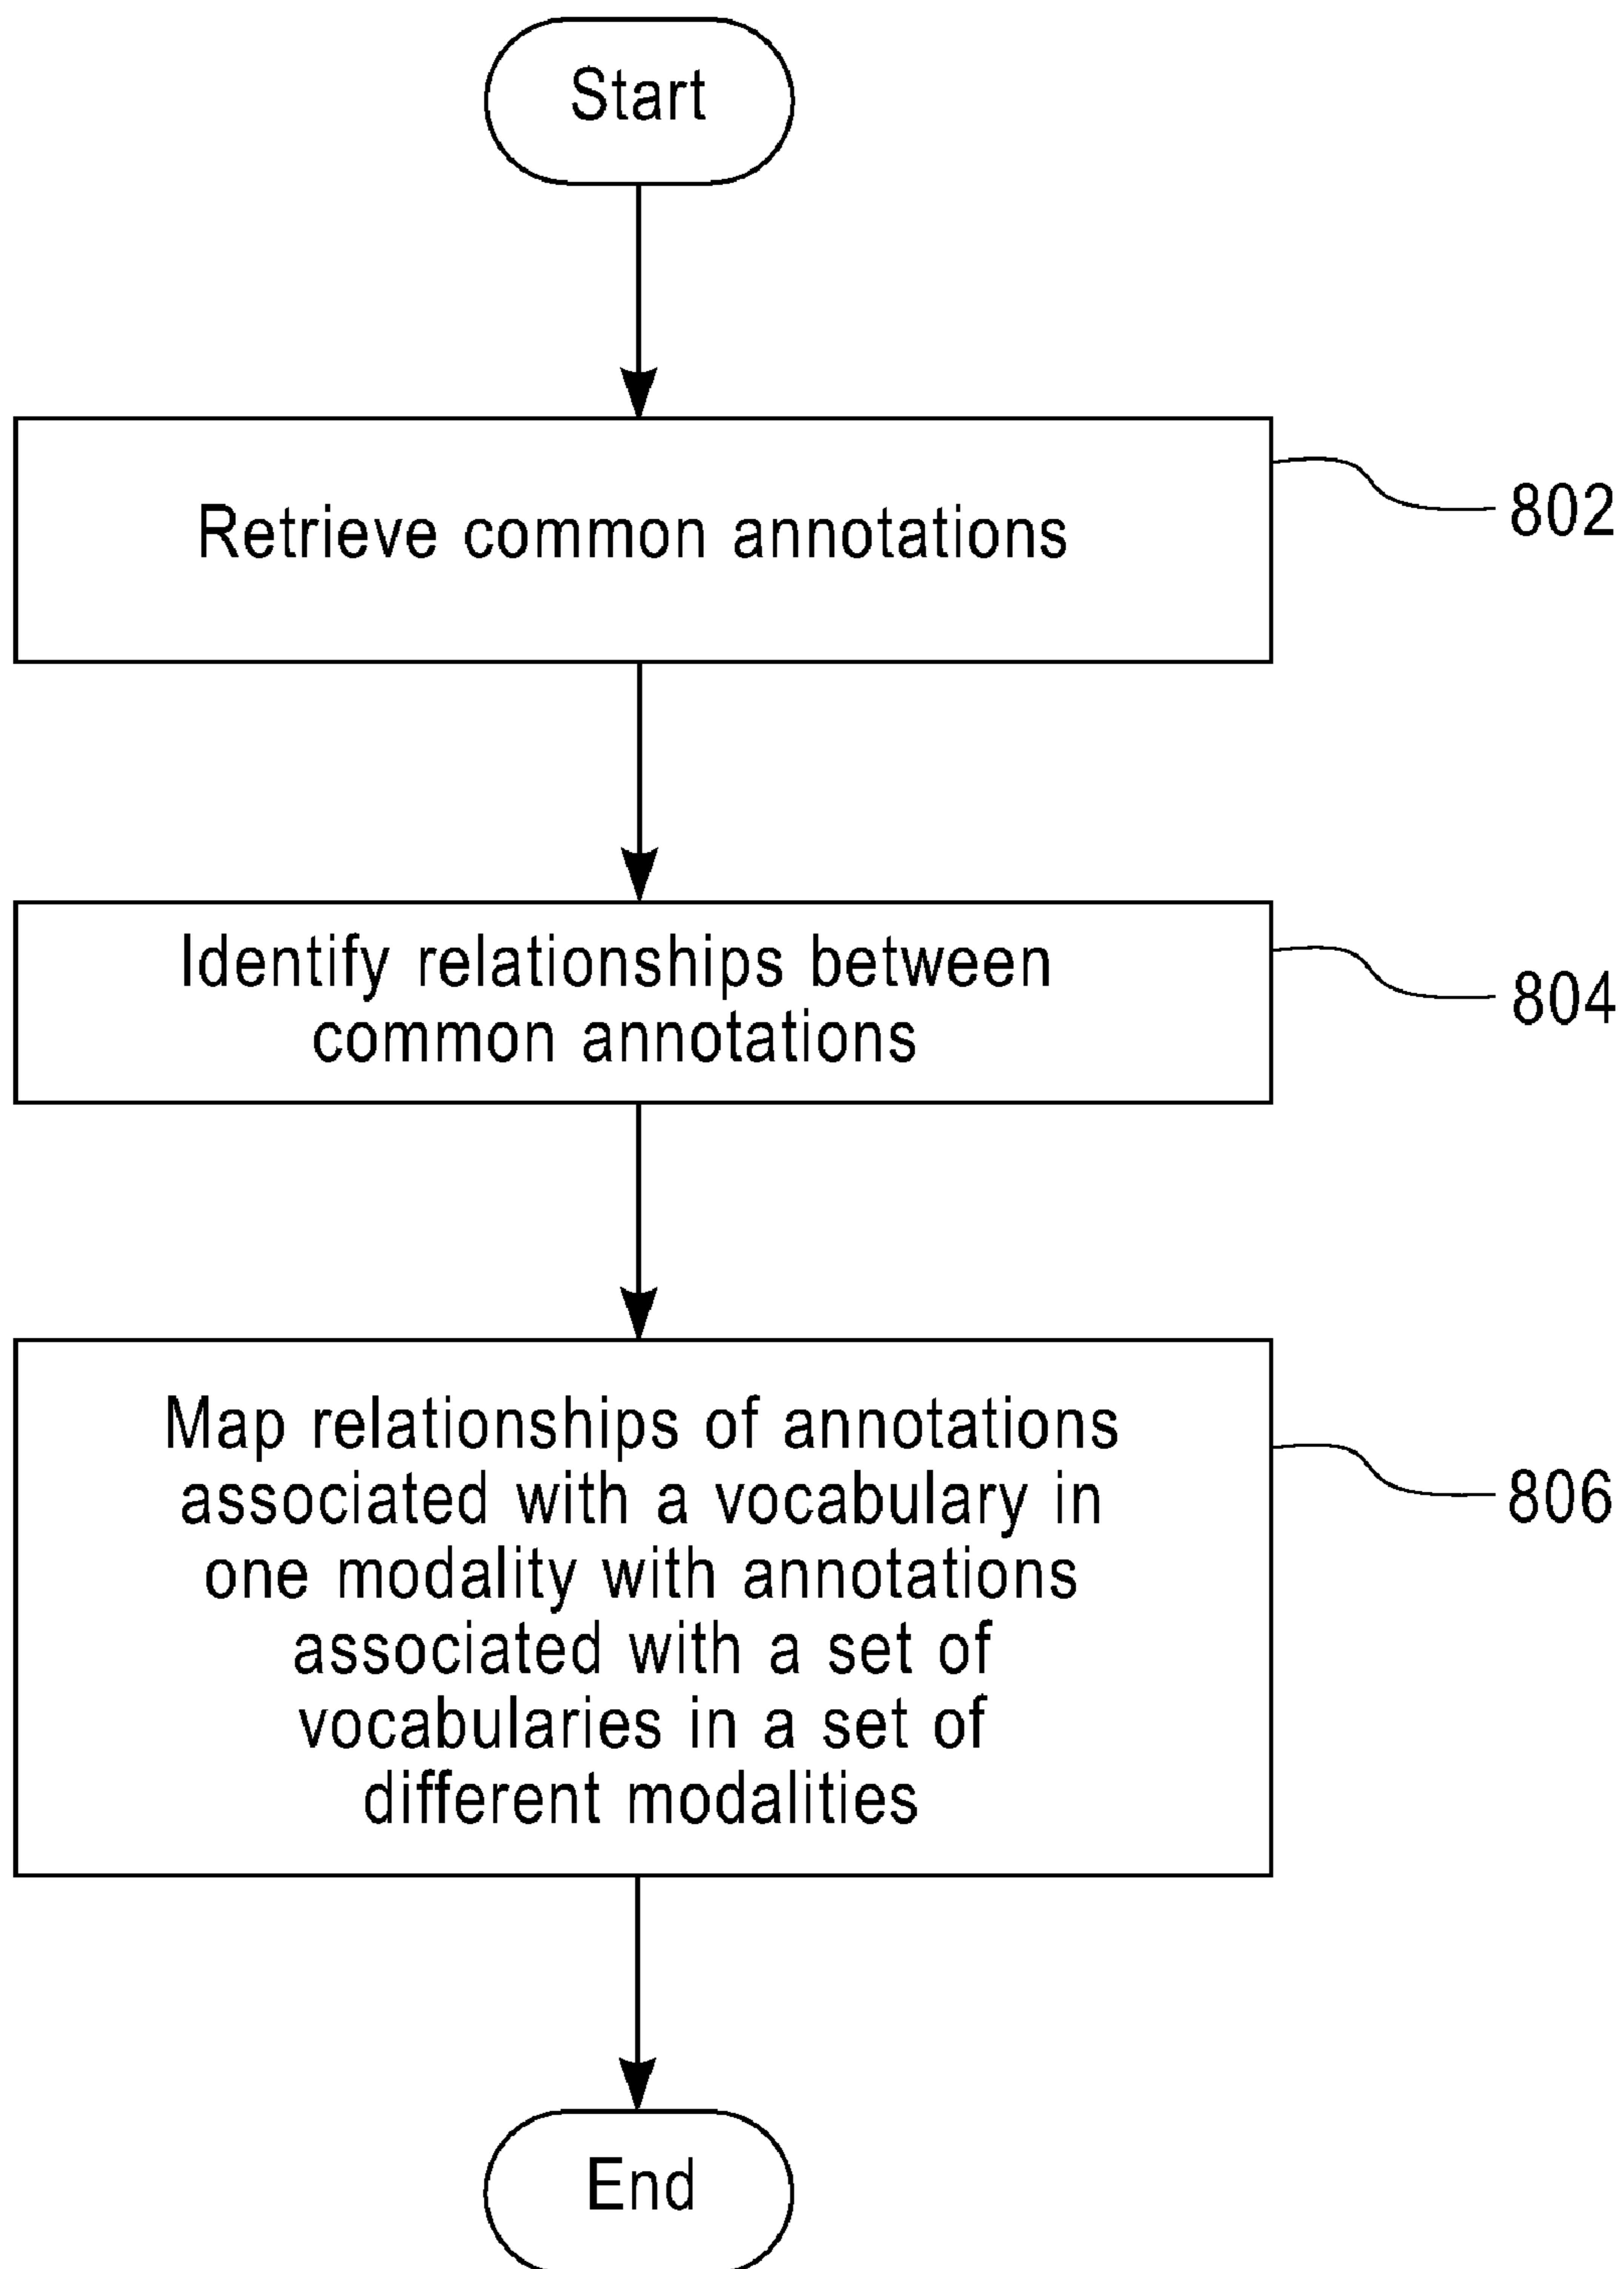 Start
Retrieve common annotations
802
Identify relationships between
common annotations
804
Map relationships of annotations
associated with a vocabulary in
one modality with annotations
associated with a set of
vocabularies in a set of
different modalities
806
End